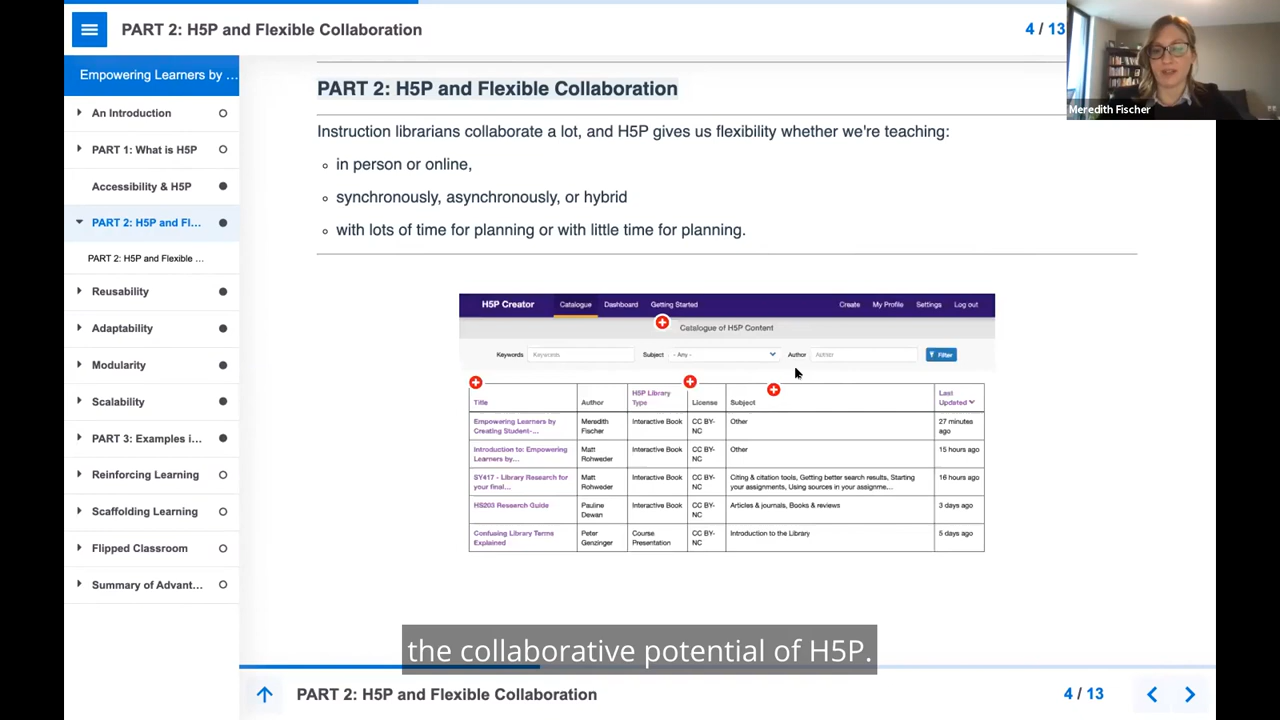 PART 2: H5P and Flexible Collaboration
4 / 13
Meredith Fischer
Empowering Learners by ...
An Introduction
PART 1: What is H5P
Accessibility & H5P
PART 2: H5P and Fl...
PART 2: H5P and Flexible ...
Reusability
Adaptability
Modularity
Scalability
PART 3: Examples i...
Reinforcing Learning
Scaffolding Learning
Flipped Classroom
Summary of Advant...
PART 2: H5P and Flexible Collaboration
Instruction librarians collaborate a lot, and H5P gives us flexibility whether we're teaching:
in person or online,
synchronously, asynchronously, or hybrid
with lots of time for planning or with little time for planning.
H5P Creator Catalogue Dashboard Getting Started Create My Profile Settings Log out
Catalogue of H5P Content
Keywords Keywords Subject - Any - Author Author Filter
Title Author H5P Library Type License Subject Last Updated
Empowering Learners by Creating Student-... Meredith Fischer Interactive Book CC BY-NC Other 27 minutes ago
Introduction to: Empowering Learners by... Matt Rohweder Interactive Book CC BY-NC Other 15 hours ago
SY417 - Library Research for your final... Matt Rohweder Interactive Book CC BY-NC Citing & citation tools, Getting better search results, Starting your assignments, Using sources in your assignme... 16 hours ago
HS203 Research Guide Pauline Dewan Interactive Book CC BY-NC Articles & journals, Books & reviews 3 days ago
Confusing Library Terms Explained Peter Genzinger Course Presentation CC BY-NC Introduction to the Library 5 days ago
the collaborative potential of H5P.
PART 2: H5P and Flexible Collaboration
4 / 13